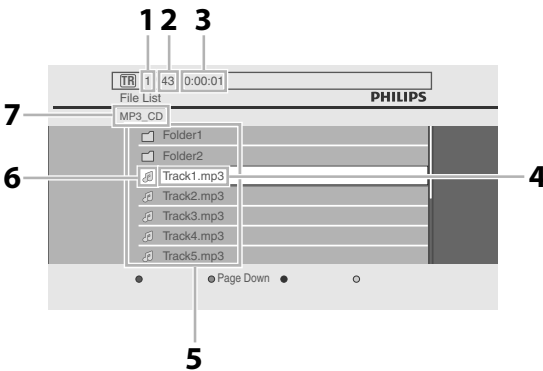 1 2 3
TR 1 43 0:00:01
File List PHILIPS
7 MP3_CD
Folder1
Folder2
6 Track1.mp3 4
Track2.mp3
Track3.mp3
Track4.mp3
Track5.mp3
Page Down
5